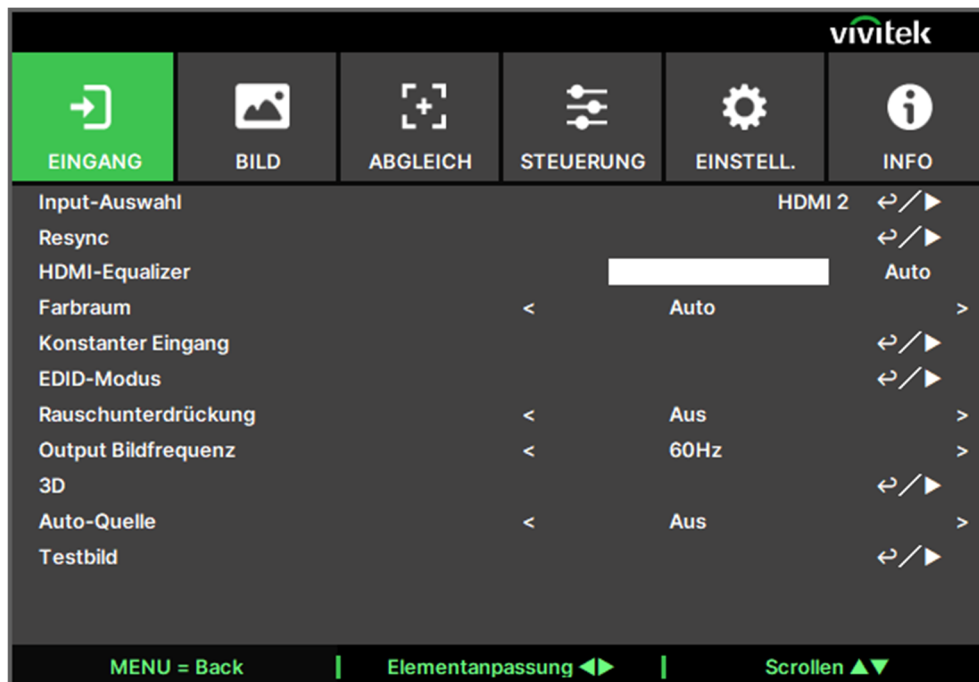 vivitek
EINGANG BILD ABGLEICH STEUERUNG EINSTELL. INFO
Input-Auswahl HDMI 2
Resync
HDMI-Equalizer Auto
Farbraum < Auto >
Konstanter Eingang
EDID-Modus
Rauschunterdrückung < Aus >
Output Bildfrequenz < 60Hz >
3D
Auto-Quelle < Aus >
Testbild
MENU = Back Elementanpassung ◀▶ Scrollen ▲▼